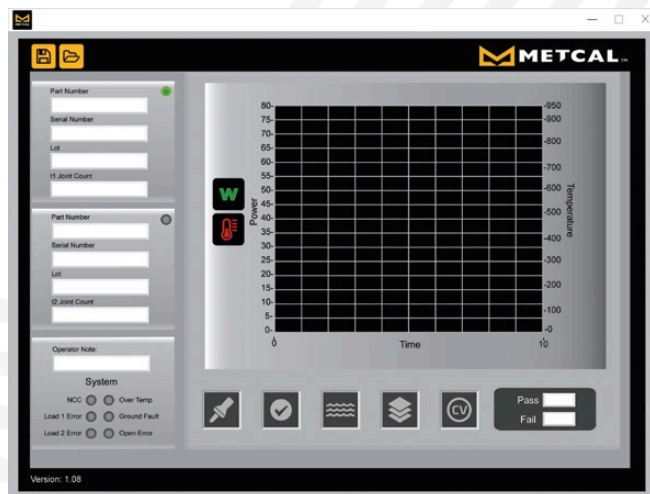 METCAL
METCAL
Part Number
Serial Number
Lot
t1 Joint Count
Part Number
Serial Number
Lot
t2 Joint Count
Operator Note:
System
NCC Over Temp
Load 1 Error Ground Fault
Load 2 Error Open Error
W
Power
80-
75-
70-
65-
60-
55-
50-
45-
40-
35-
30-
25-
20-
15-
10-
5-
0-
-950
-900
-800
-700
-600
-500
-400
-300
-200
-100
-0
Temperature
0 Time 10
CV
Pass
Fail
Version: 1.08